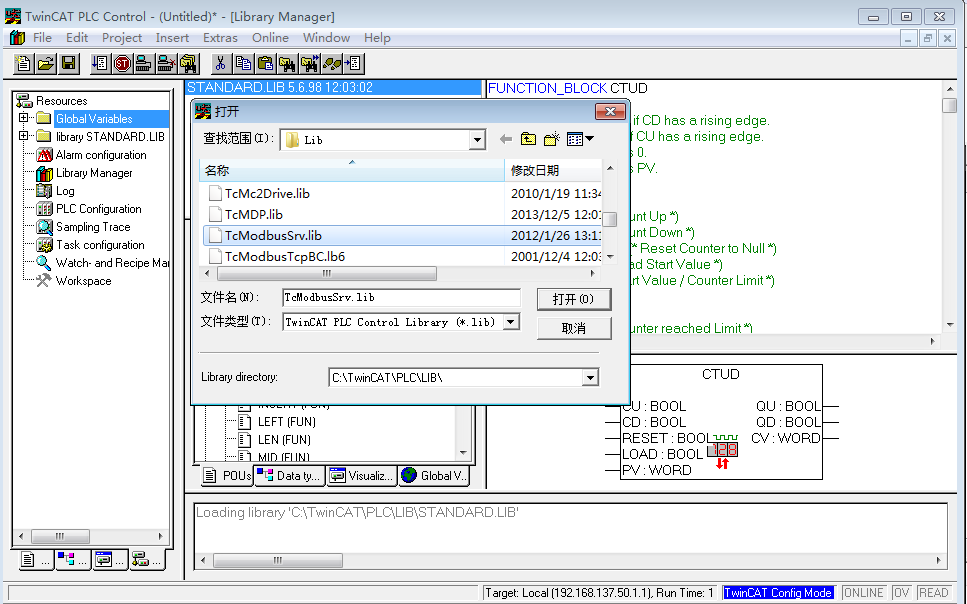 TwinCAT PLC Control - (Untitled)* - [Library Manager]
File Edit Project Insert Extras Online Window Help
Resources
Global Variables
library STANDARD.LIB
Alarm configuration
Library Manager
Log
PLC Configuration
Sampling Trace
Task configuration
Watch- and Recipe Mar
Workspace
STANDARD.LIB 5.6.98 12:03:02
FUNCTION_BLOCK CTUD
if CD has a rising edge.
f CU has a rising edge.
s 0.
s PV.
unt Up *)
unt Down *)
* Reset Counter to Null *)
ad Start Value *)
rt Value / Counter Limit *)
unter reached Limit *)
打开
查找范围(I):
Lib
名称 修改日期
TcMc2Drive.lib 2010/1/19 11:34
TcMDP.lib 2013/12/5 12:01
TcModbusSrv.lib 2012/1/26 13:11
TcModbusTcpBC.lb6 2001/12/4 12:03
文件名(N): TcModbusSrv.lib 打开(O)
文件类型(T): TwinCAT PLC Control Library (*.lib) 取消
Library directory: C:\TwinCAT\PLC\LIB\
INSERT (FUN)
LEFT (FUN)
LEN (FUN)
MID (FUN)
POUs Data ty... Visualiz... Global V..
CTUD
CU : BOOL QU : BOOL
CD : BOOL QD : BOOL
RESET : BOOL CV : WORD
LOAD : BOOL
PV : WORD
Loading library 'C:\TwinCAT\PLC\LIB\STANDARD.LIB'
Target: Local (192.168.137.50.1.1), Run Time: 1 TwinCAT Config Mode ONLINE OV READ